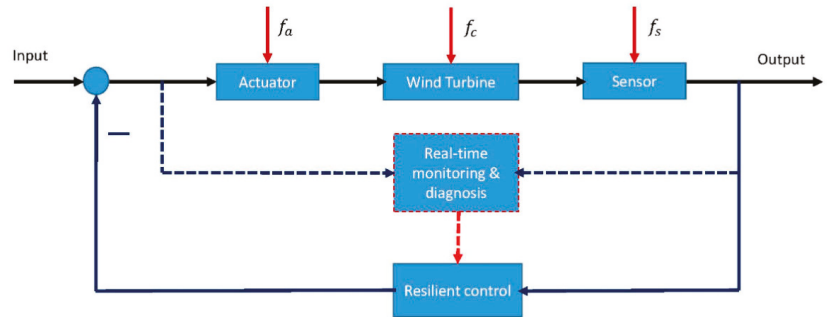 f_a
f_c
f_s
Input
Output
Actuator
Wind Turbine
Sensor
—
Real-time
monitoring &
diagnosis
Resilient control